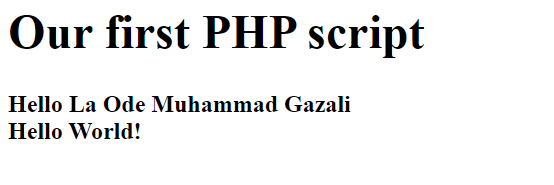 Our first PHP script
Hello La Ode Muhammad Gazali
Hello World!